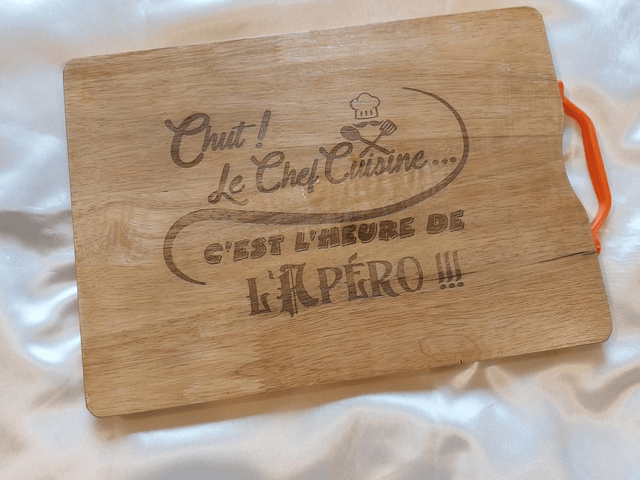 Chut !
Le Chef Cuisine....
C'EST L'HEURE DE
L'APÉRO !!!